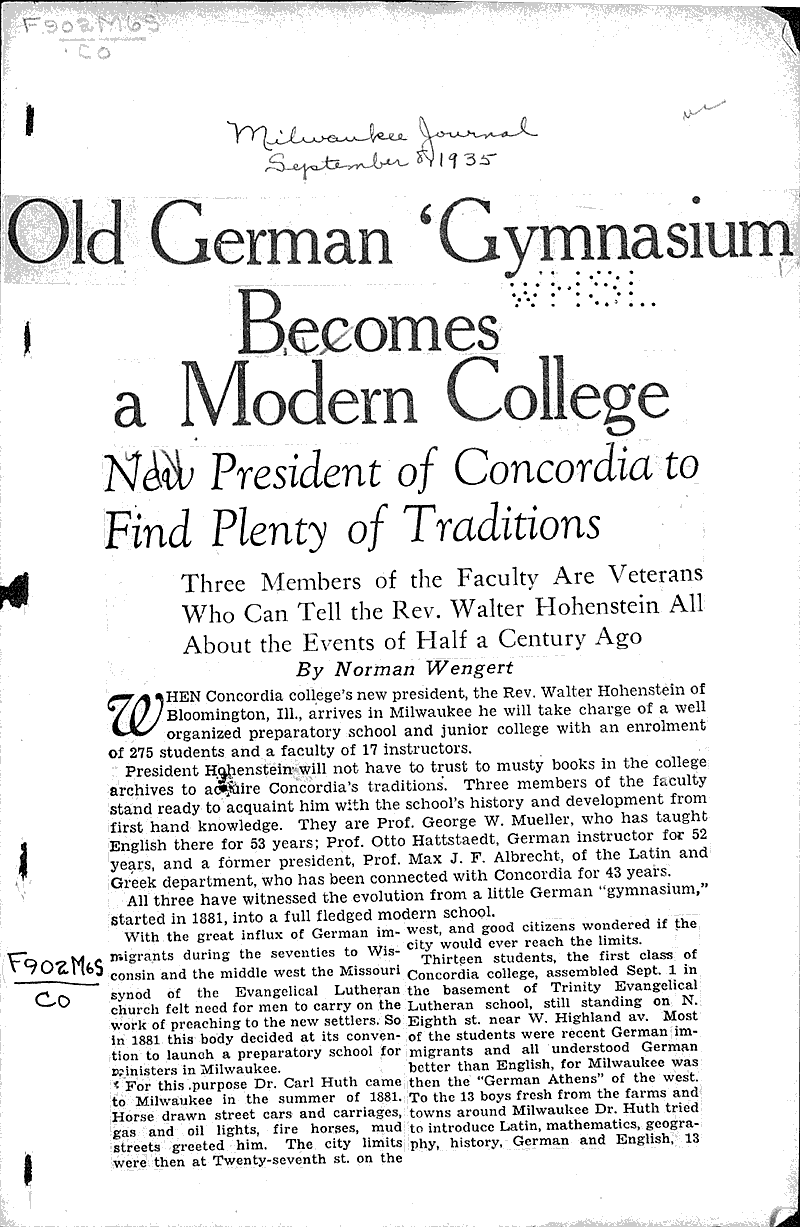 F902M6S
CO
Milwaukee Journal
September 8, 1935
Old German ‘Gymnasium
WHSL.
Becomes
a Modern College
New President of Concordia to
Find Plenty of Traditions
Three Members of the Faculty Are Veterans
Who Can Tell the Rev. Walter Hohenstein All
About the Events of Half a Century Ago
By Norman Wengert
WHEN Concordia college's new president, the Rev. Walter Hohenstein of
Bloomington, Ill., arrives in Milwaukee he will take charge of a well
organized preparatory school and junior college with an enrolment
of 275 students and a faculty of 17 instructors.
President Hohenstein will not have to trust to musty books in the college
archives to acquire Concordia's traditions. Three members of the faculty
stand ready to acquaint him with the school's history and development from
first hand knowledge. They are Prof. George W. Mueller, who has taught
English there for 53 years; Prof. Otto Hattstaedt, German instructor for 52
years, and a former president, Prof. Max J. F. Albrecht, of the Latin and
Greek department, who has been connected with Concordia for 43 years.
All three have witnessed the evolution from a little German "gymnasium,"
started in 1881, into a full fledged modern school.
With the great influx of German im-
migrants during the seventies to Wis-
consin and the middle west the Missouri
synod of the Evangelical Lutheran
church felt need for men to carry on the
work of preaching to the new settlers. So
in 1881 this body decided at its conven-
tion to launch a preparatory school for
ministers in Milwaukee.
For this purpose Dr. Carl Huth came
to Milwaukee in the summer of 1881.
Horse drawn street cars and carriages,
gas and oil lights, fire horses, mud
streets greeted him. The city limits
were then at Twenty-seventh st. on the
west, and good citizens wondered if the
city would ever reach the limits.
Thirteen students, the first class of
Concordia college, assembled Sept. 1 in
the basement of Trinity Evangelical
Lutheran school, still standing on N.
Eighth st. near W. Highland av. Most
of the students were recent German im-
migrants and all understood German
better than English, for Milwaukee was
then the "German Athens" of the west.
To the 13 boys fresh from the farms and
towns around Milwaukee Dr. Huth tried
to introduce Latin, mathematics, geogra-
phy, history, German and English, 13
F902M6S
CO